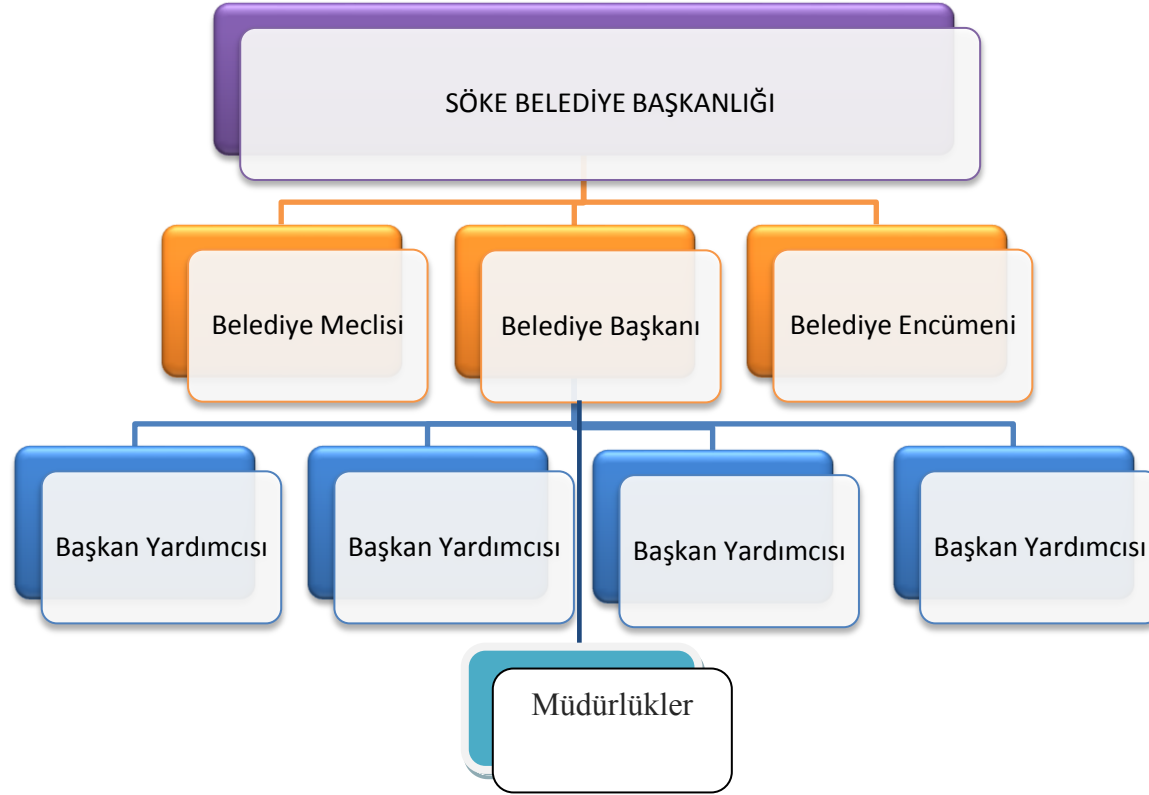 SÖKE BELEDİYE BAŞKANLIĞI
Belediye Meclisi
Belediye Başkanı
Belediye Encümeni
Başkan Yardımcısı
Başkan Yardımcısı
Başkan Yardımcısı
Başkan Yardımcısı
Müdürlükler